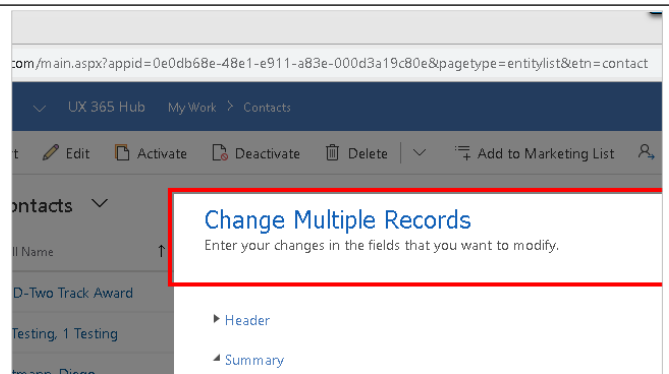 com/main.aspx?appid=0e0db68e-48e1-e911-a83e-000d3a19c80e&pagetype=entitylist&etn=contact
UX 365 Hub My Work > Contacts
Edit Activate Deactivate Delete Add to Marketing List
Change Multiple Records
Enter your changes in the fields that you want to modify.
Name
D-Two Track Award
Header
Testing, 1 Testing
Summary
Diego